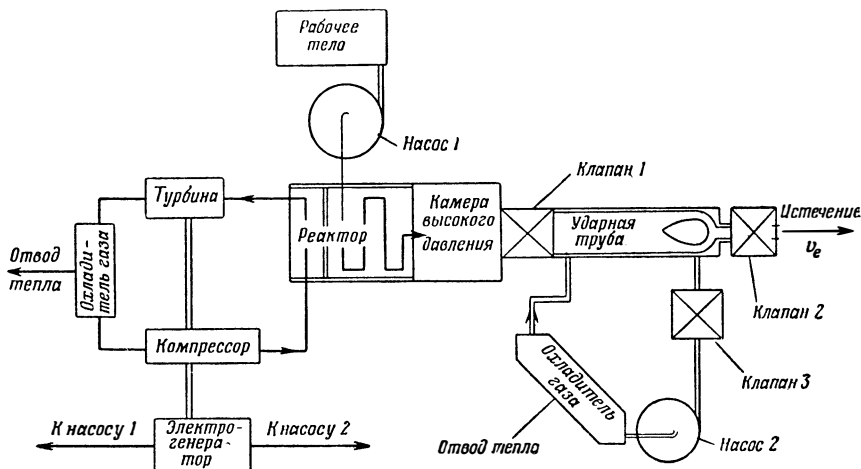 Рабочее
тело
Насос 1
Клапан 1
Турбина
Камера
высокого
давления
Реактор
Ударная
труба
Истечение
vₑ
Отвод
тепла
Охлади-
тель газа
Клапан 2
Компрессор
Охладитель
газа
Клапан 3
К насосу 1
Электро-
генера-
тор
К насосу 2
Отвод тепла
Насос 2